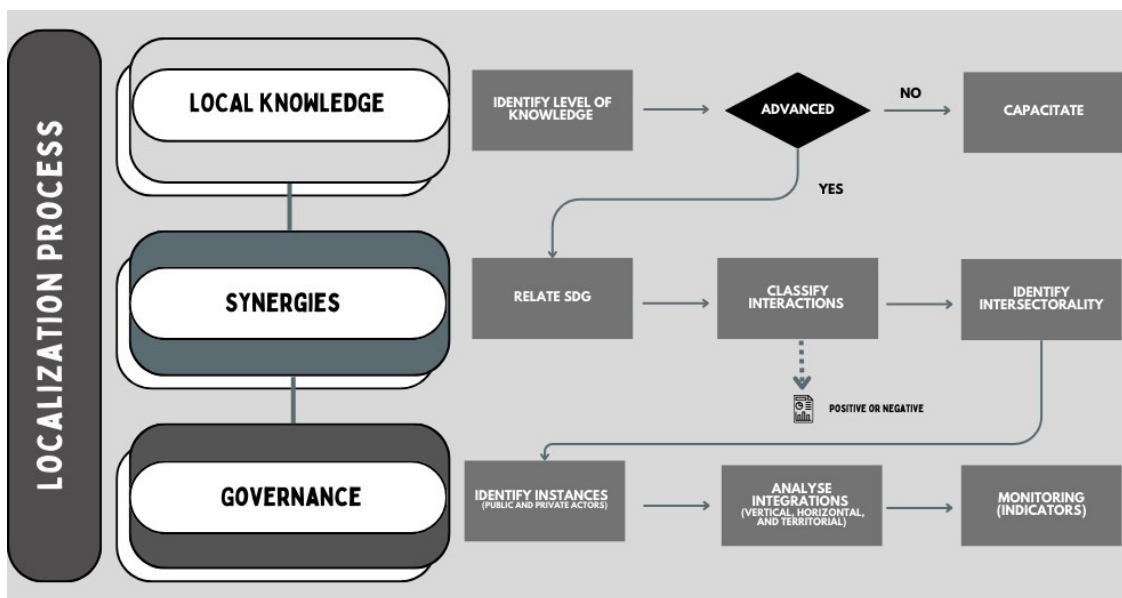 LOCALIZATION PROCESS
LOCAL KNOWLEDGE
IDENTIFY LEVEL OF
KNOWLEDGE
ADVANCED
NO
CAPACITATE
YES
SYNERGIES
RELATE SDG
CLASSIFY
INTERACTIONS
IDENTIFY
INTERSECTORALITY
POSITIVE OR NEGATIVE
GOVERNANCE
IDENTIFY INSTANCES
(PUBLIC AND PRIVATE ACTORS)
ANALYSE
INTEGRATIONS
(VERTICAL, HORIZONTAL,
AND TERRITORIAL)
MONITORING
(INDICATORS)